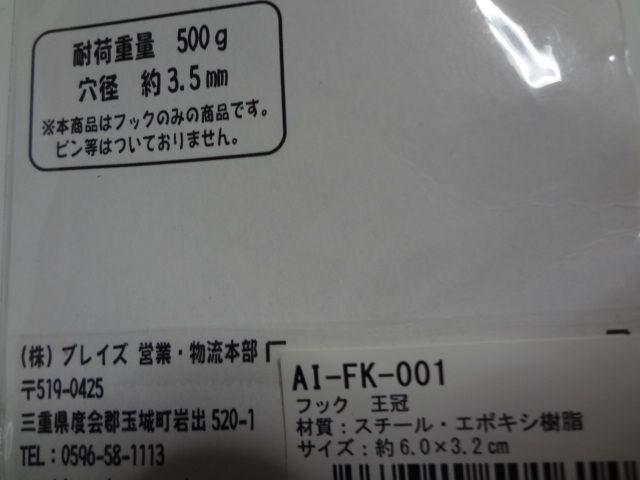 耐荷重量 500g
穴径 約3.5mm
※本商品はフックのみの商品です。
ピン等はついておりません。
(株) ブレイズ 営業・物流本部
〒519-0425
三重県度会郡玉城町岩出520-1
TEL：0596-58-1113
AI-FK-001
フック 王冠
材質：スチール・エポキシ樹脂
サイズ：約6.0×3.2cm